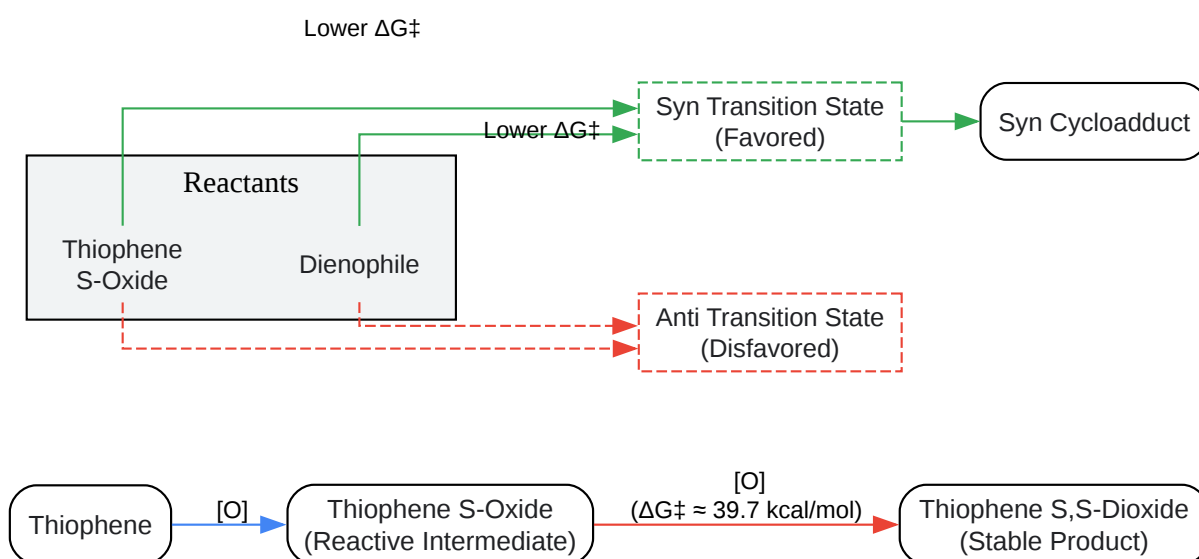 Lower ΔG‡
Syn Transition State
(Favored)
Syn Cycloadduct
Lower ΔG‡
Reactants
Thiophene
S-Oxide
Dienophile
Anti Transition State
(Disfavored)
Thiophene
[O]
Thiophene S-Oxide
(Reactive Intermediate)
[O]
(ΔG‡ ≈ 39.7 kcal/mol)
Thiophene S,S-Dioxide
(Stable Product)